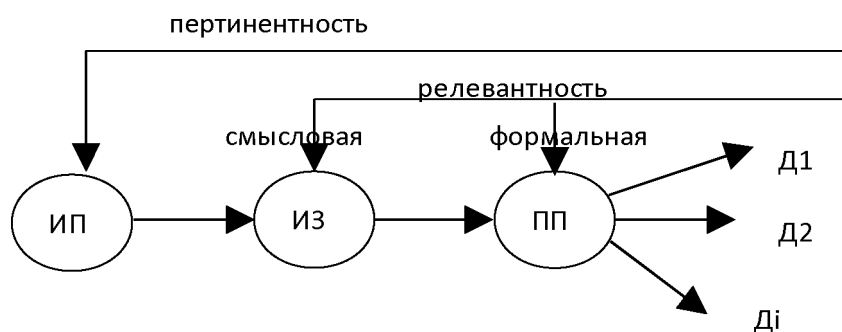 пертинентность
релевантность
смысловая формальная
Д1
ИП ИЗ ПП Д2
Дi